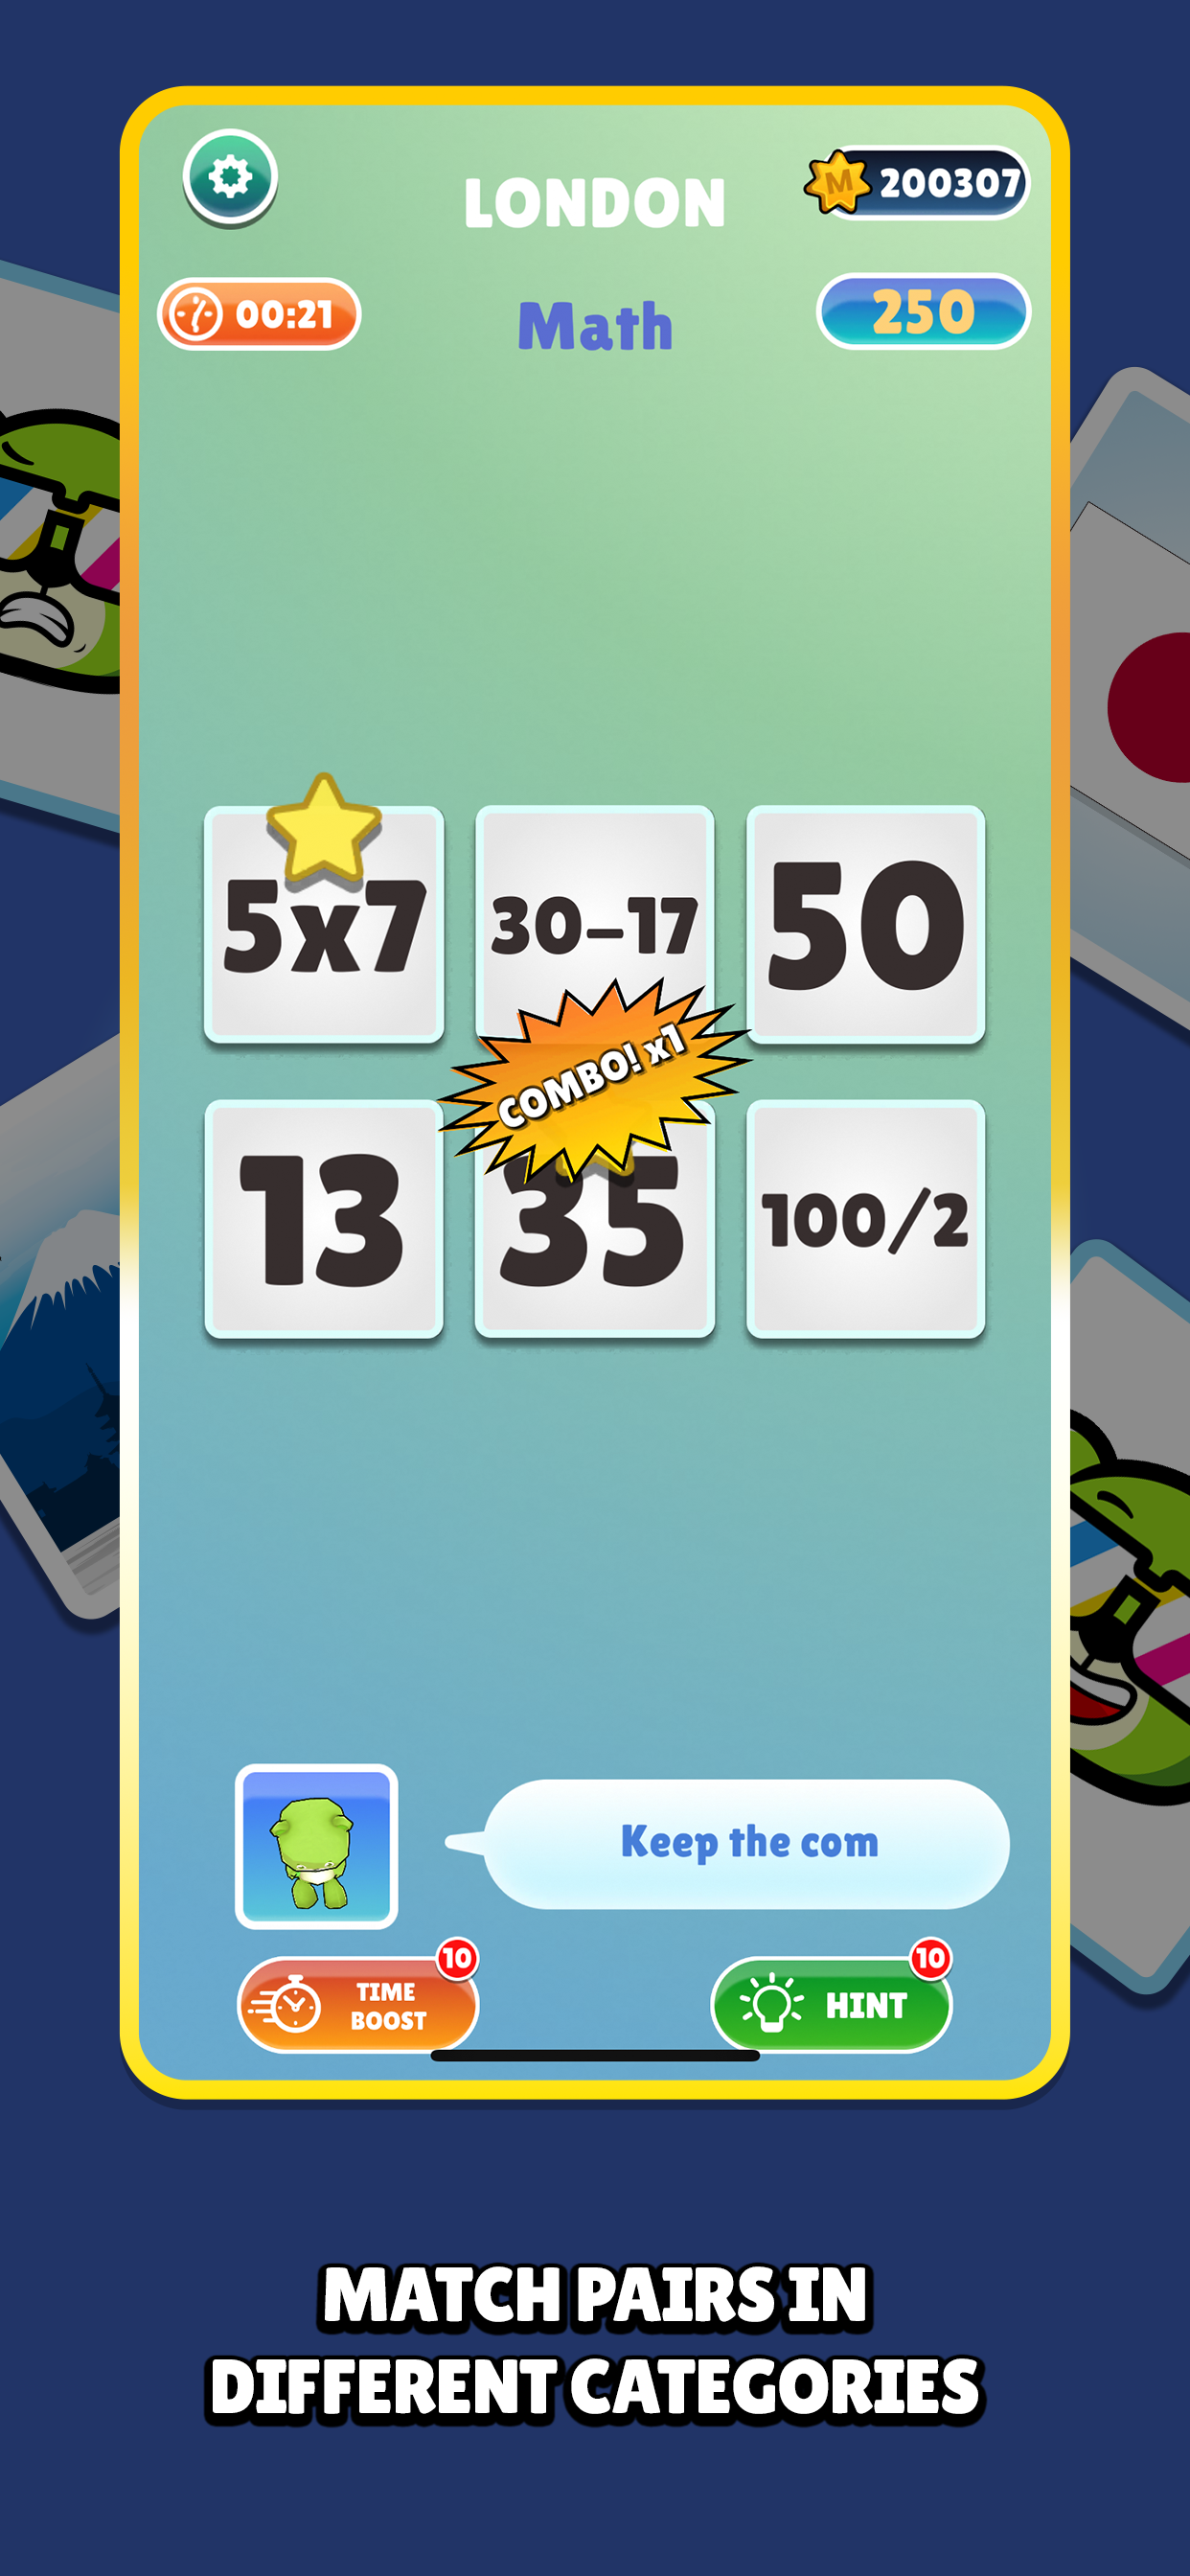 LONDON
M 200307
00:21
Math
250
5x7
30-17
50
COMBO! x1
13
35
100/2
Keep the com
10
TIME
BOOST
10
HINT
MATCH PAIRS IN
DIFFERENT CATEGORIES